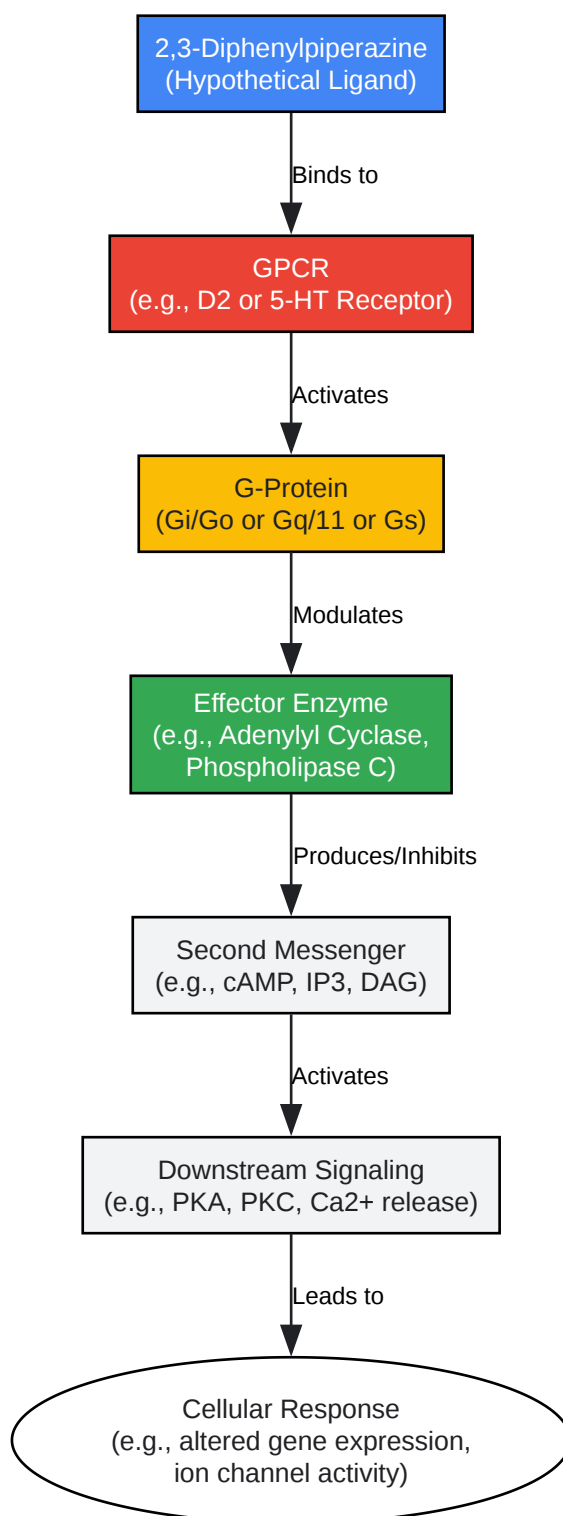 2,3-Diphenylpiperazine
(Hypothetical Ligand)
Binds to
GPCR
(e.g., D2 or 5-HT Receptor)
Activates
G-Protein
(Gi/Go or Gq/11 or Gs)
Modulates
Effector Enzyme
(e.g., Adenylyl Cyclase,
Phospholipase C)
Produces/Inhibits
Second Messenger
(e.g., cAMP, IP3, DAG)
Activates
Downstream Signaling
(e.g., PKA, PKC, Ca2+ release)
Leads to
Cellular Response
(e.g., altered gene expression,
ion channel activity)